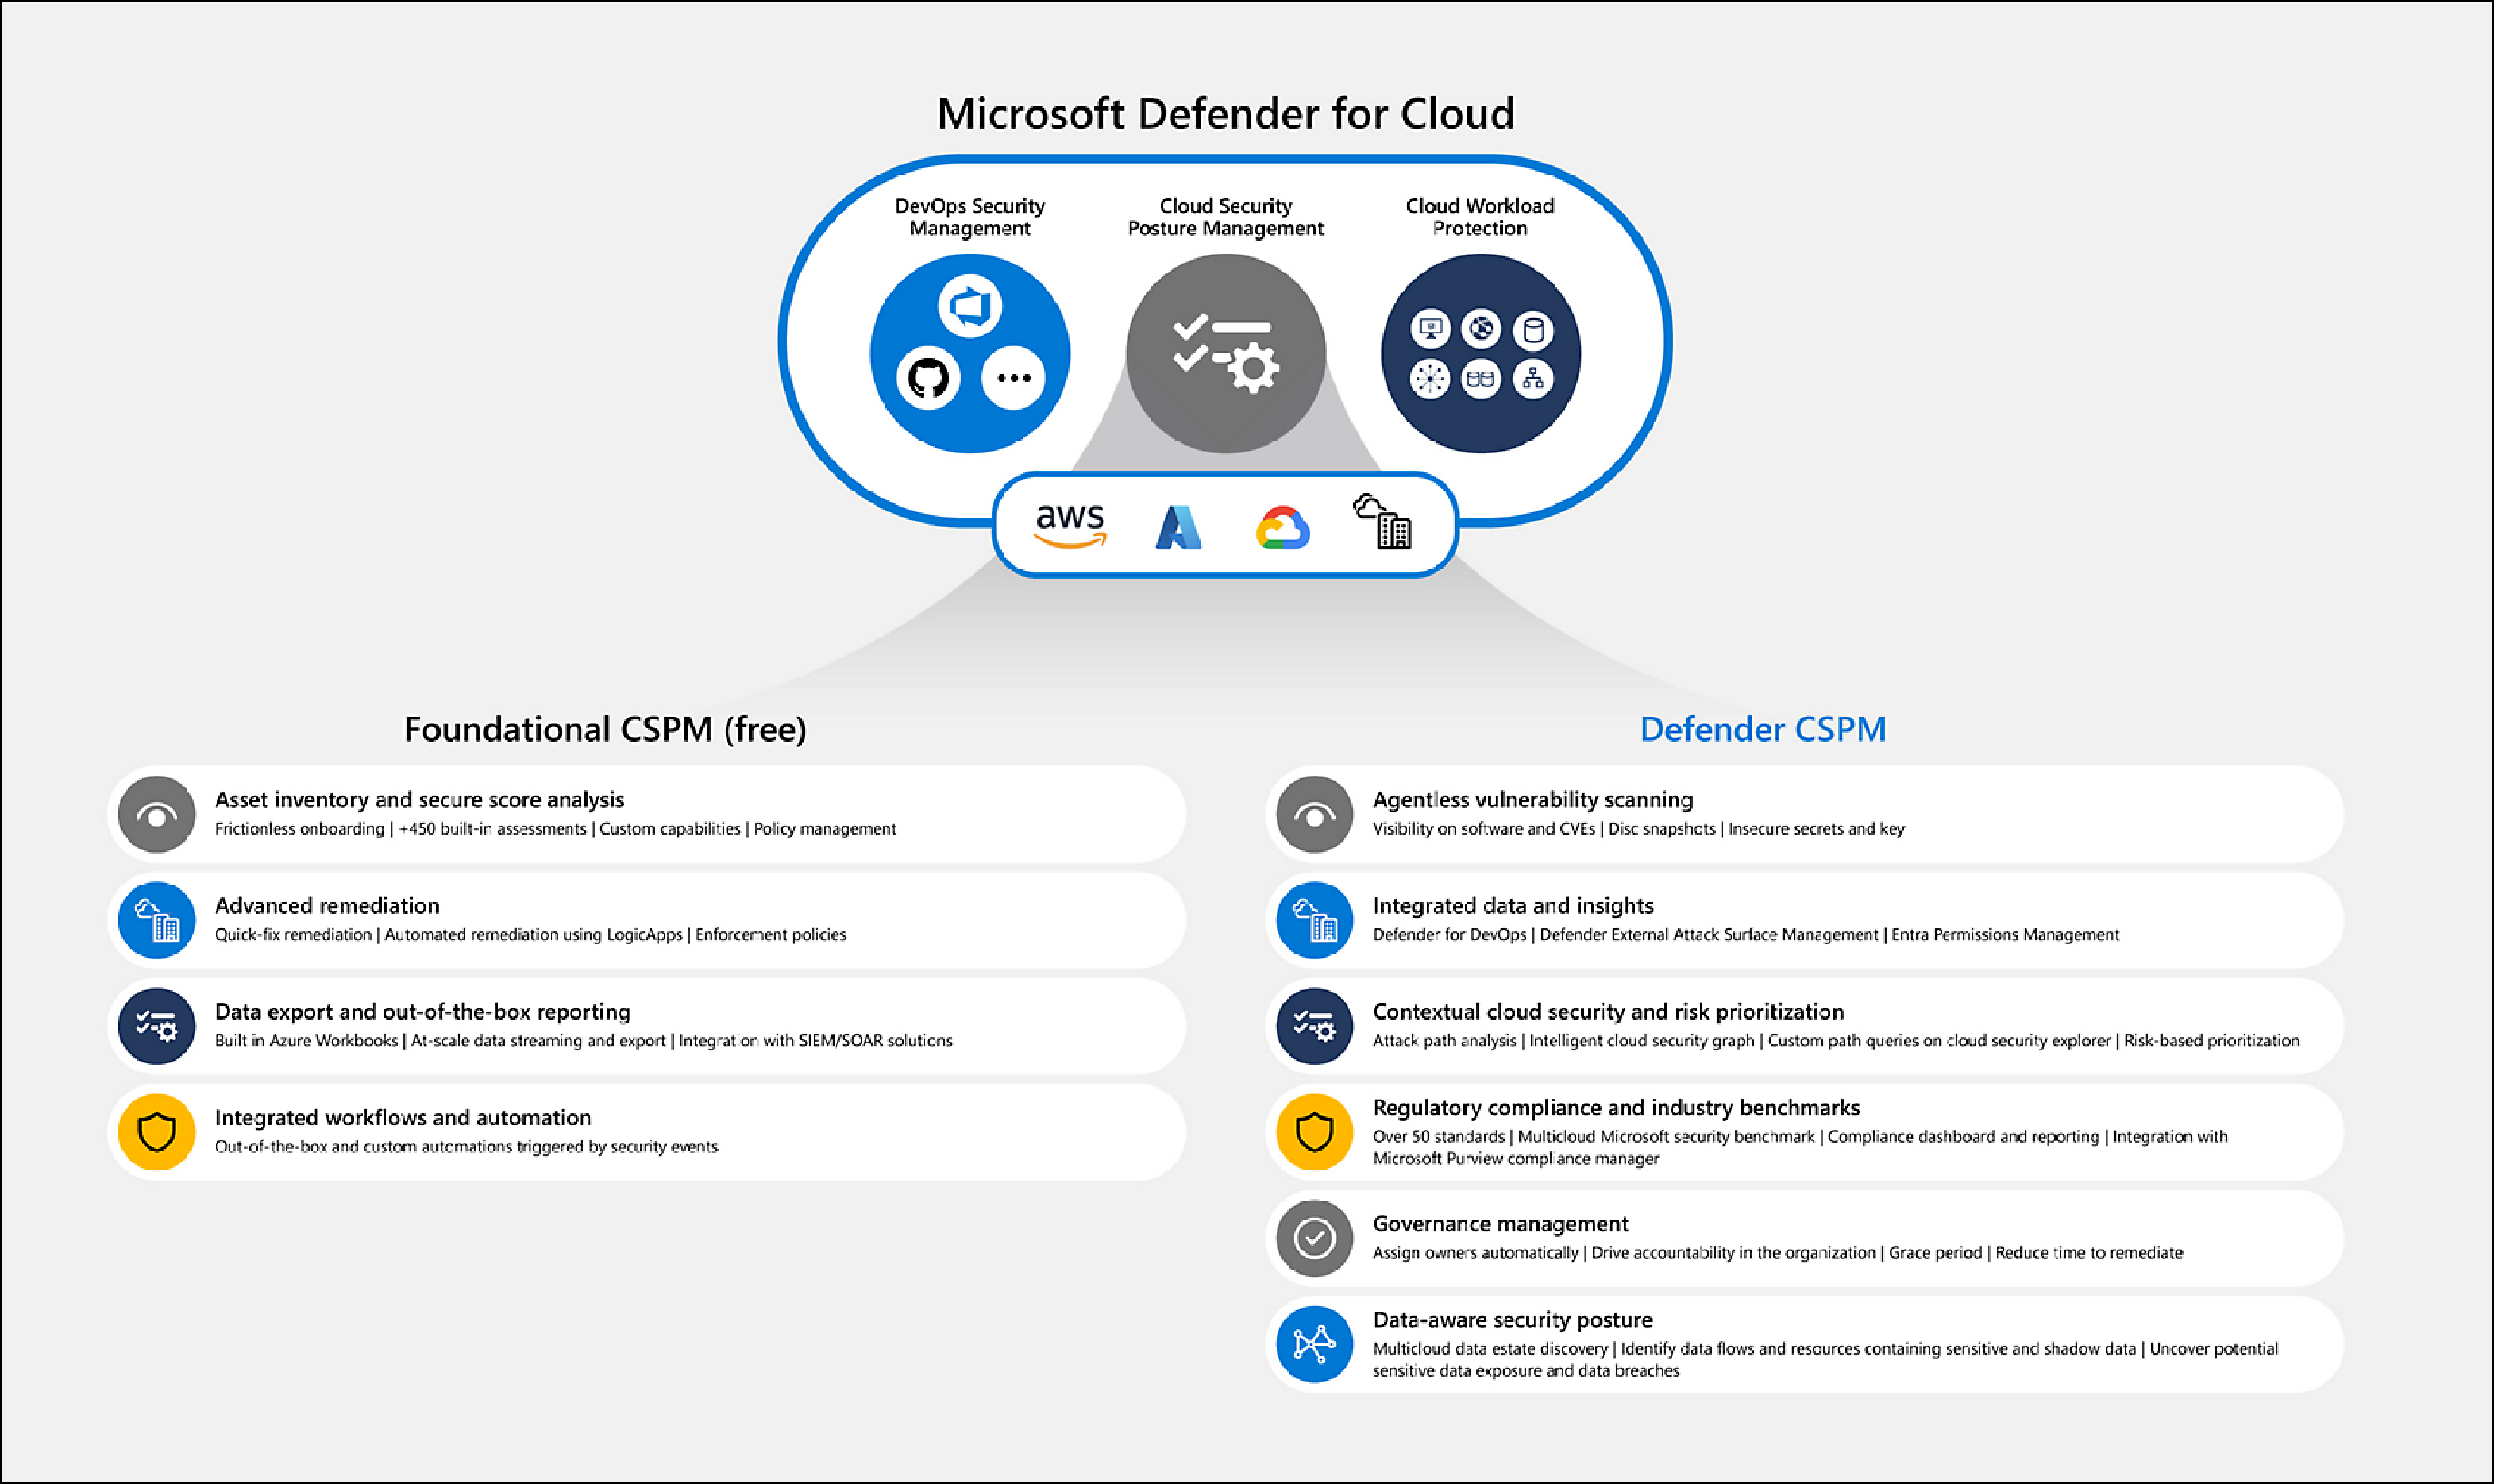 Microsoft Defender for Cloud
DevOps Security
Management
Cloud Security
Posture Management
Cloud Workload
Protection
aws
Foundational CSPM (free)
Asset inventory and secure score analysis
Frictionless onboarding | +450 built-in assessments | Custom capabilities | Policy management
Advanced remediation
Quick-fix remediation | Automated remediation using LogicApps | Enforcement policies
Data export and out-of-the-box reporting
Built in Azure Workbooks | At-scale data streaming and export | Integration with SIEM/SOAR solutions
Integrated workflows and automation
Out-of-the-box and custom automations triggered by security events
Defender CSPM
Agentless vulnerability scanning
Visibility on software and CVEs | Disc snapshots | Insecure secrets and key
Integrated data and insights
Defender for DevOps | Defender External Attack Surface Management | Entra Permissions Management
Contextual cloud security and risk prioritization
Attack path analysis | Intelligent cloud security graph | Custom path queries on cloud security explorer | Risk-based prioritization
Regulatory compliance and industry benchmarks
Over 50 standards | Multicloud Microsoft security benchmark | Compliance dashboard and reporting | Integration with
Microsoft Purview compliance manager
Governance management
Assign owners automatically | Drive accountability in the organization | Grace period | Reduce time to remediate
Data-aware security posture
Multicloud data estate discovery | Identify data flows and resources containing sensitive and shadow data | Uncover potential
sensitive data exposure and data breaches